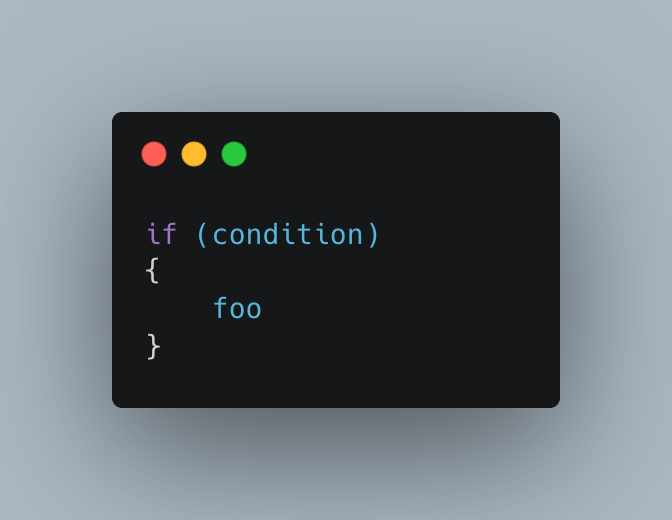 if (condition)
{
    foo
}